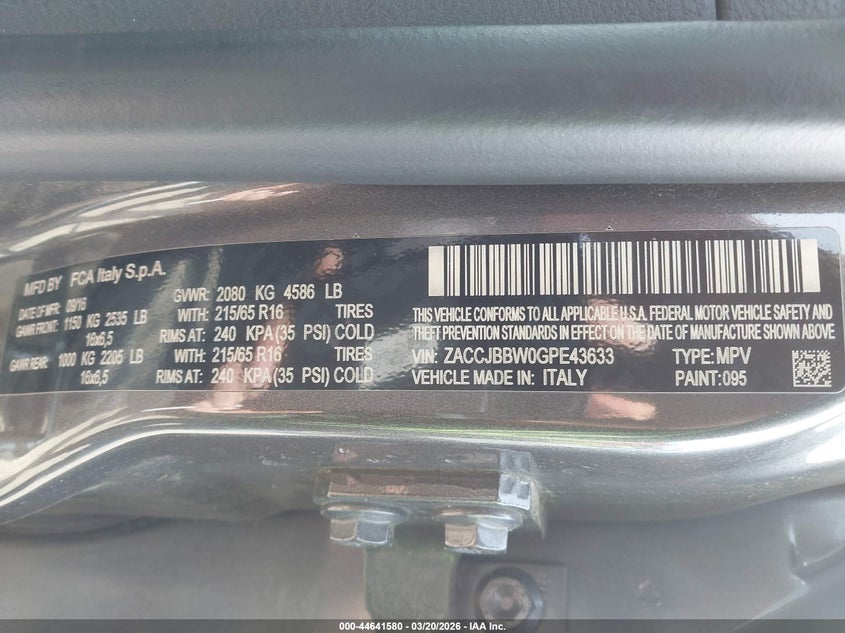 MFD BY FCA Italy S.p.A.
DATE OF MFR 09/16 GVWR: 2080 KG 4586 LB
GAWR FRONT: 1150 KG 2535 LB WITH: 215/65 R16 TIRES
16x6,5 RIMS AT: 240 KPA (35 PSI) COLD
GAWR REAR: 1000 KG 2205 LB WITH: 215/65 R16 TIRES
16x6,5 RIMS AT: 240 KPA (35 PSI) COLD
THIS VEHICLE CONFORMS TO ALL APPLICABLE U.S.A. FEDERAL MOTOR VEHICLE SAFETY AND
THEFT PREVENTION STANDARDS IN EFFECT ON THE DATE OF MANUFACTURE SHOWN ABOVE.
VIN: ZACCJBBW0GPE43633 TYPE: MPV
VEHICLE MADE IN: ITALY PAINT: 095
000-44641580 - 03/20/2026 - IAA Inc.